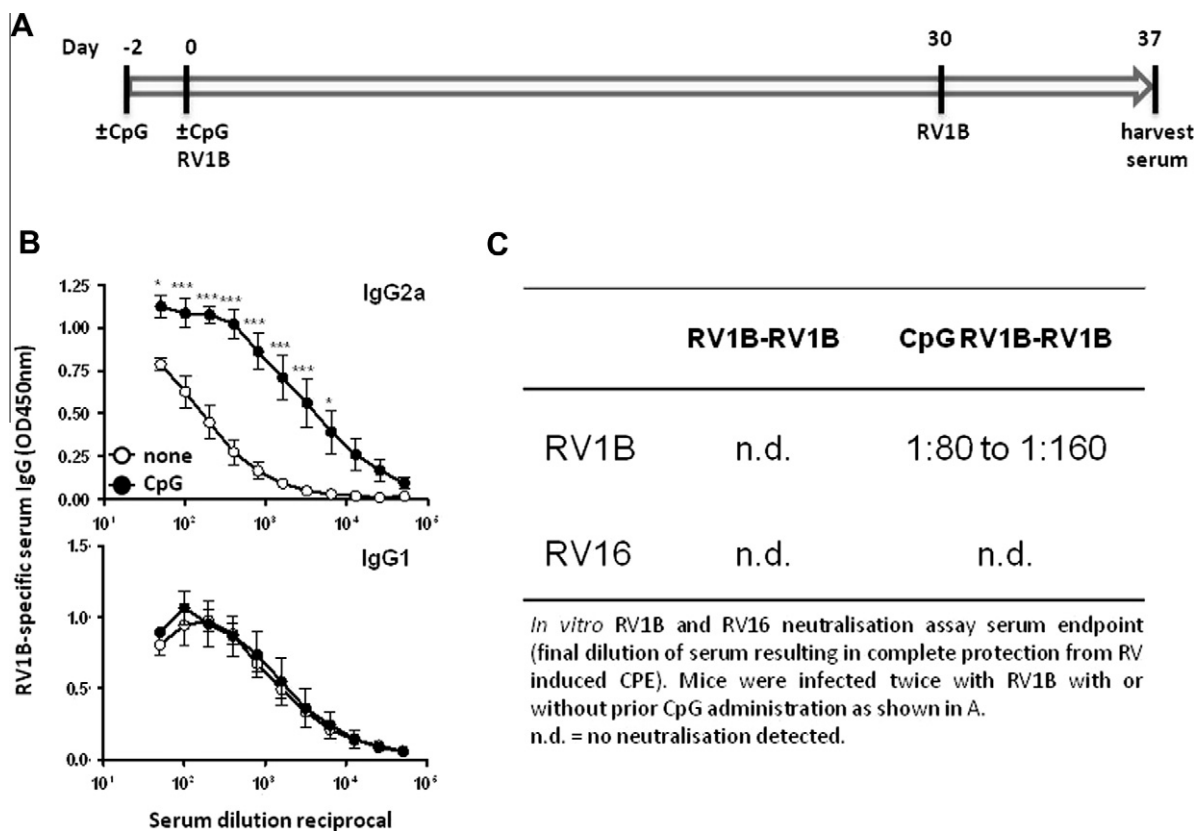 A
Day -2 0 30 37
±CpG ±CpG RV1B harvest
RV1B serum
B
RV1B-specific serum IgG (OD450nm)
IgG2a
* *** *** *** *** *** *** *
1.25
1.00
0.75
0.50
0.25
0.00
none
CpG
10¹ 10² 10³ 10⁴ 10⁵
IgG1
1.5
1.0
0.5
0.0
10¹ 10² 10³ 10⁴ 10⁵
Serum dilution reciprocal
C
RV1B-RV1B CpG RV1B-RV1B
RV1B n.d. 1:80 to 1:160
RV16 n.d. n.d.
In vitro RV1B and RV16 neutralisation assay serum endpoint
(final dilution of serum resulting in complete protection from RV
induced CPE). Mice were infected twice with RV1B with or
without prior CpG administration as shown in A.
n.d. = no neutralisation detected.